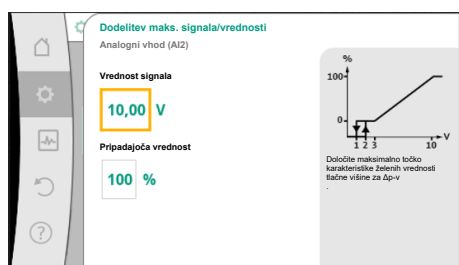 Dodelitev maks. signala/vrednosti
Analogni vhod (AI2)
Vrednost signala
10,00 V
Pripadajoča vrednost
100 %
%
100
0
1 2 3 10 V
Določite maksimalno točko
karakteristike želenih vrednosti
tlačne višine za Δp-v
.
?